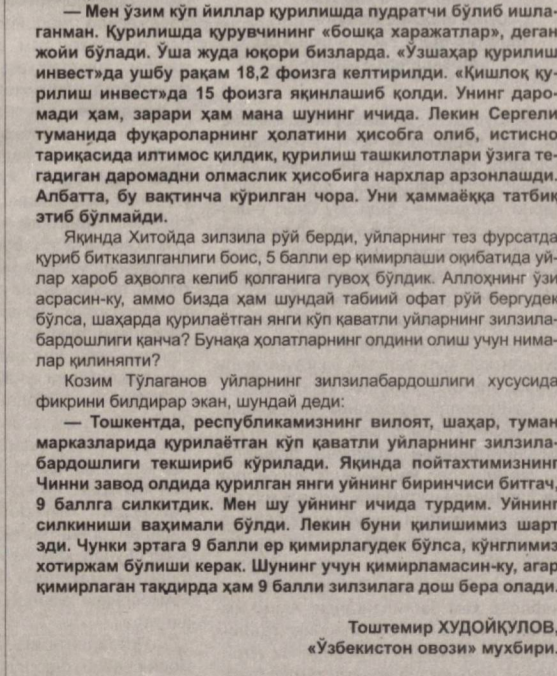 — Мен ўзим кўп йиллар қурилишда пудратчи бўлиб ишла-
ганман. Қурилишда қурувчининг «бошқа харажатлар», деган
жойи бўлади. Ўша жуда юқори бизларда. «Ўзшаҳар қурилиш
инвест»да ушбу рақам 18,2 фоизга келтирилди. «Қишлоқ қу-
рилиш инвест»да 15 фоизга яқинлашиб қолди. Унинг даро-
мади ҳам, зарари ҳам мана шунинг ичида. Лекин Сергели
туманида фуқароларнинг ҳолатини ҳисобга олиб, истисно
тариқасида илтимос қилдик, қурилиш ташкилотлари ўзига те-
гадиган даромадни олмаслик ҳисобига нархлар арзонлашди.
Албатта, бу вақтинча кўрилган чора. Уни ҳаммаёққа татбиқ
этиб бўлмайди.
Яқинда Хитойда зилзила рўй берди, уйларнинг тез фурсатда
қуриб битказилганлиги боис, 5 балли ер қимирлаши оқибатида уй-
лар хароб аҳволга келиб қолганига гувоҳ бўлдик. Аллоҳнинг ўзи
асрасин-ку, аммо бизда ҳам шундай табиий офат рўй бергудек
бўлса, шаҳарда қурилаётган янги кўп қаватли уйларнинг зилзила-
бардошлиги қанча? Бунақа ҳолатларнинг олдини олиш учун нима-
лар қилиняпти?
Козим Тўлаганов уйларнинг зилзилабардошлиги хусусида
фикрини билдирар экан, шундай деди:
— Тошкентда, республикамизнинг вилоят, шаҳар, туман
марказларида қурилаётган кўп қаватли уйларнинг зилзила-
бардошлиги текшириб кўрилади. Яқинда пойтахтимизнинг
Чинни завод олдида қурилган янги уйнинг биринчиси битгач,
9 баллга силкитдик. Мен шу уйнинг ичида турдим. Уйнинг
силкиниши ваҳимали бўлди. Лекин буни қилишимиз шарт
эди. Чунки эртага 9 балли ер қимирлагудек бўлса, кўнглимиз
хотиржам бўлиши керак. Шунинг учун қимирламасин-ку, агар
қимирлаган тақдирда ҳам 9 балли зилзилага дош бера олади.
Тоштемир ХУДОЙҚУЛОВ,
«Ўзбекистон овози» мухбири.